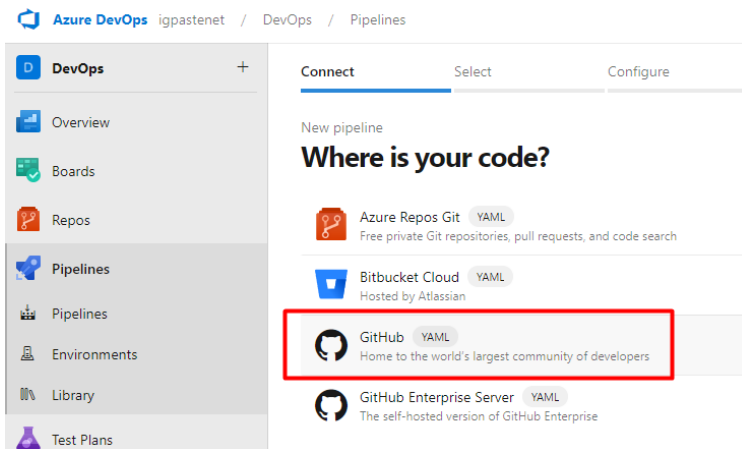 Azure DevOps igpastenet / DevOps / Pipelines
D DevOps +
Overview
Boards
Repos
Pipelines
Pipelines
Environments
Library
Test Plans
Connect Select Configure
New pipeline
Where is your code?
Azure Repos Git YAML
Free private Git repositories, pull requests, and code search
Bitbucket Cloud YAML
Hosted by Atlassian
GitHub YAML
Home to the world's largest community of developers
GitHub Enterprise Server YAML
The self-hosted version of GitHub Enterprise